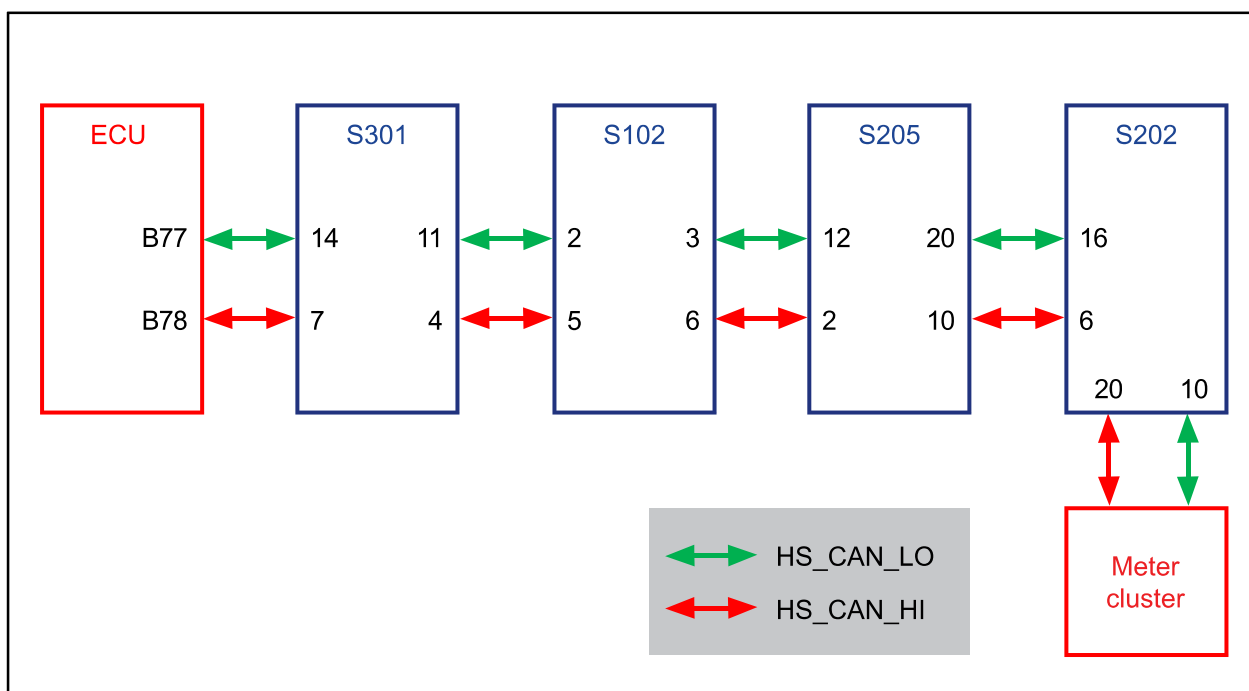 ECU
S301
S102
S205
S202
B77
14
11
2
3
12
20
16
B78
7
4
5
6
2
10
6
20
10
HS_CAN_LO
HS_CAN_HI
Meter
cluster